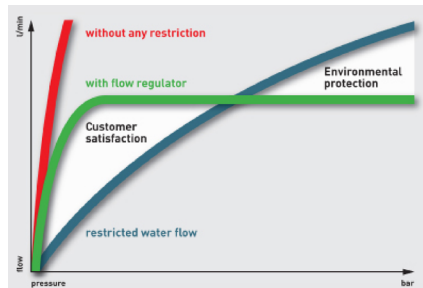 l/min
without any restriction
with flow regulator
Environmental
protection
Customer
satisfaction
restricted water flow
flow
pressure
bar